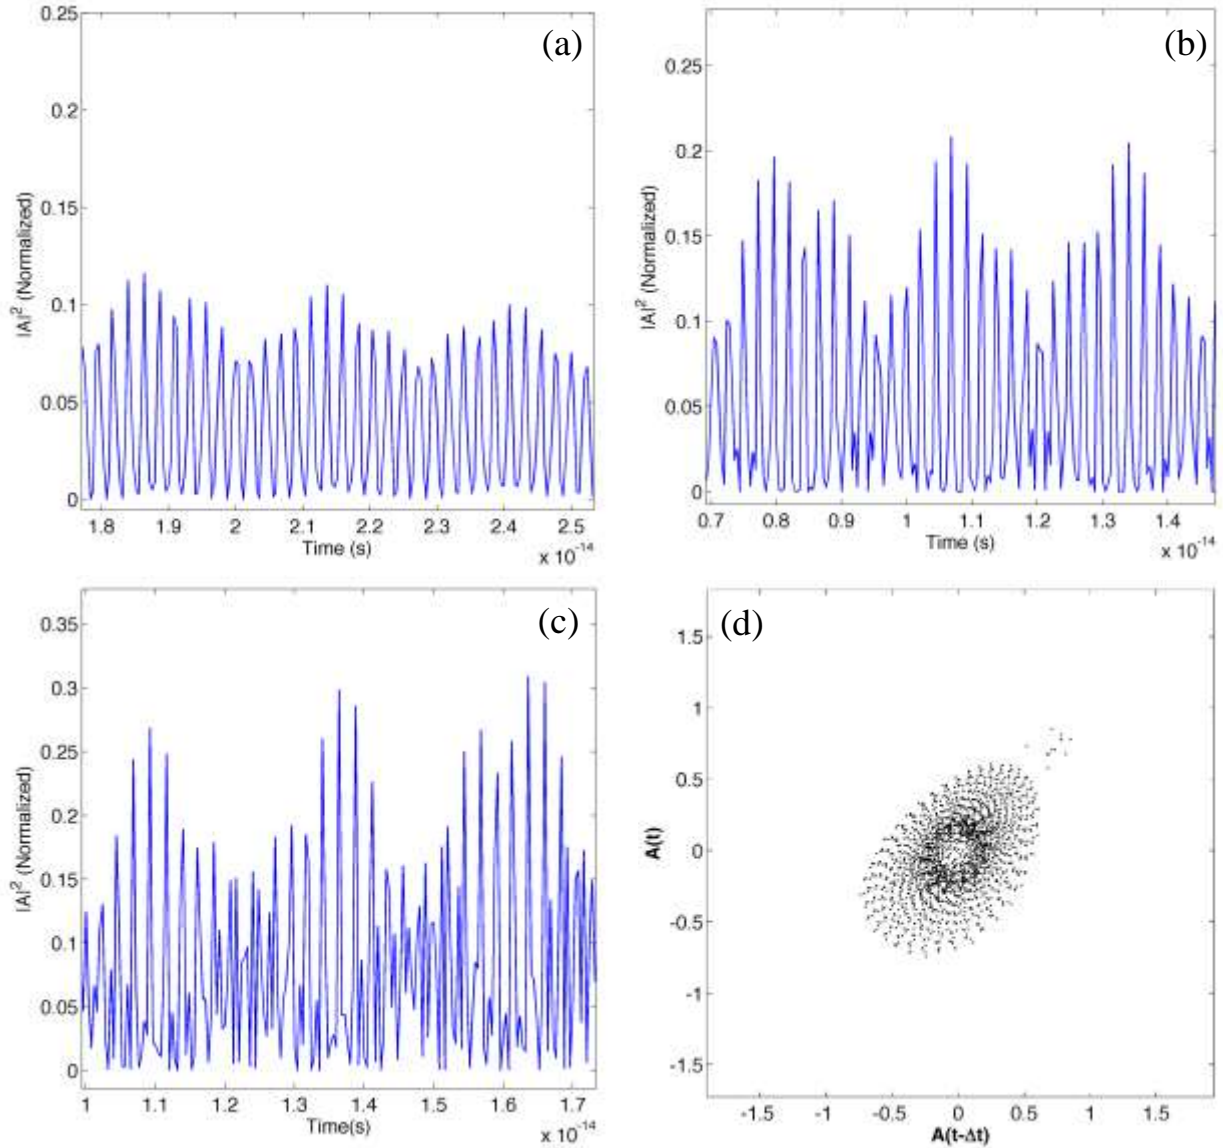 (a)
0.25
0.2
0.15
0.1
0.05
0
|A|² (Normalized)
1.8 1.9 2 2.1 2.2 2.3 2.4 2.5
Time (s)
x 10⁻¹⁴
(b)
0.25
0.2
0.15
0.1
0.05
0
|A|² (Normalized)
0.7 0.8 0.9 1 1.1 1.2 1.3 1.4
Time (s)
x 10⁻¹⁴
(c)
0.35
0.3
0.25
0.2
0.15
0.1
0.05
0
|A|² (Normalized)
1 1.1 1.2 1.3 1.4 1.5 1.6 1.7
Time(s)
x 10⁻¹⁴
(d)
1.5
1
0.5
0
-0.5
-1
-1.5
A(t)
-1.5 -1 -0.5 0 0.5 1 1.5
A(t-Δt)